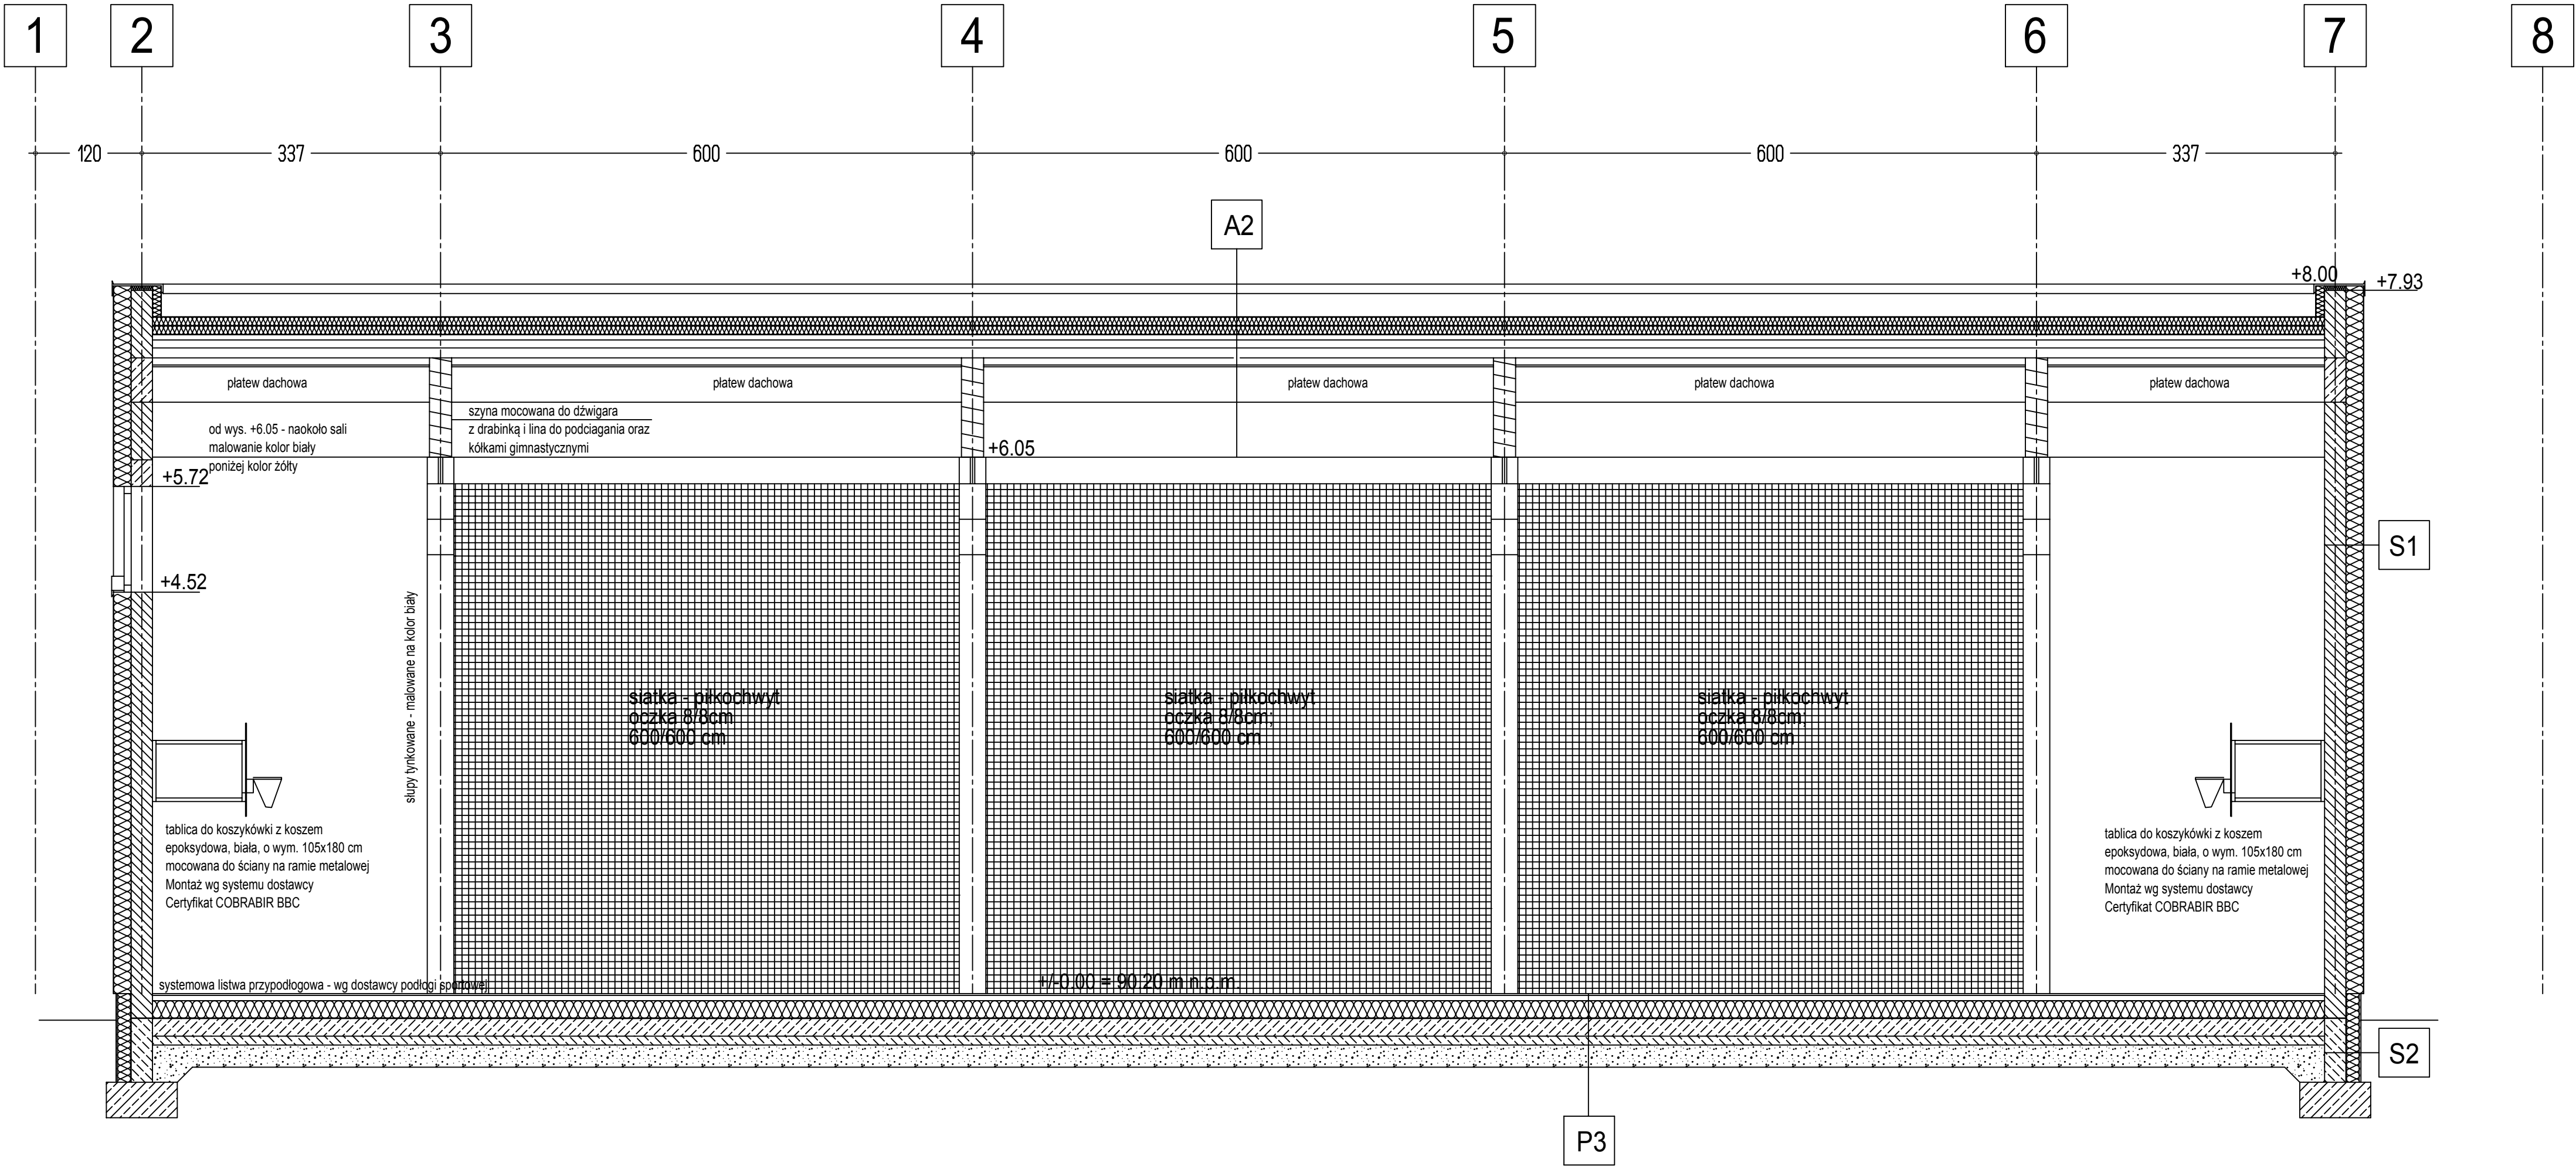 1
2
3
4
5
6
7
8
120
337
600
600
600
337
A2
+8.00
+7.93
płatew dachowa
płatew dachowa
płatew dachowa
płatew dachowa
płatew dachowa
szyna mocowana do dźwigara
z drabinką i lina do podciagania oraz
kółkami gimnastycznymi
od wys. +6.05 - naokoło sali
malowanie kolor biały
poniżej kolor żółty
+6.05
+5.72
+4.52
S1
słupy tynkowane - malowane na kolor biały
siatka - piłkochwyt
oczka 8/8cm
600/600 cm
siatka - piłkochwyt
oczka 8/8cm;
600/600 cm
siatka - piłkochwyt
oczka 8/8cm;
600/600 cm
tablica do koszykówki z koszem
epoksydowa, biała, o wym. 105x180 cm
mocowana do ściany na ramie metalowej
Montaż wg systemu dostawcy
Certyfikat COBRABIR BBC
tablica do koszykówki z koszem
epoksydowa, biała, o wym. 105x180 cm
mocowana do ściany na ramie metalowej
Montaż wg systemu dostawcy
Certyfikat COBRABIR BBC
systemowa listwa przypodłogowa - wg dostawcy podłogi sportowej
+/-0.00 = 90.20 m n.p.m.
S2
P3